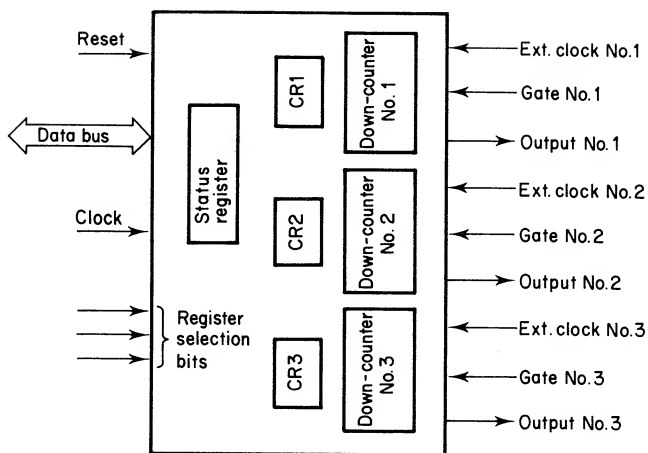 Reset
Data bus
Clock
Register
selection
bits
Status
register
CR1
CR2
CR3
Down-counter
No. 1
Down-counter
No. 2
Down-counter
No. 3
Ext. clock No.1
Gate No.1
Output No.1
Ext. clock No.2
Gate No.2
Output No.2
Ext. clock No.3
Gate No.3
Output No.3